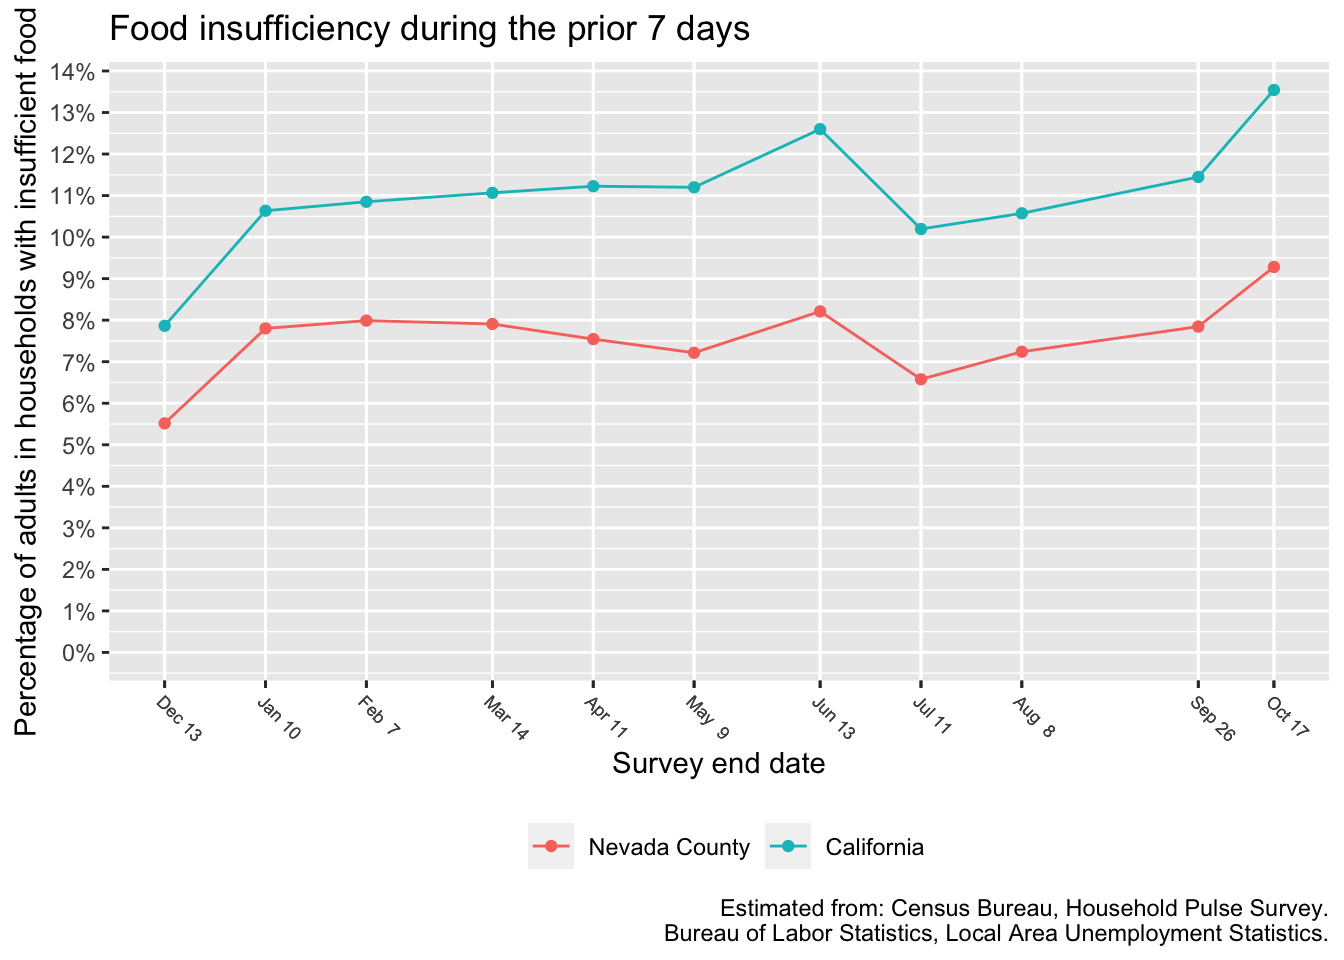 Food insufficiency during the prior 7 days
Percentage of adults in households with insufficient food
14%
13%
12%
11%
10%
9%
8%
7%
6%
5%
4%
3%
2%
1%
0%
Dec 13
Jan 10
Feb 7
Mar 14
Apr 11
May 9
Jun 13
Jul 11
Aug 8
Sep 26
Oct 17
Survey end date
Nevada County
California
Estimated from: Census Bureau, Household Pulse Survey.
Bureau of Labor Statistics, Local Area Unemployment Statistics.